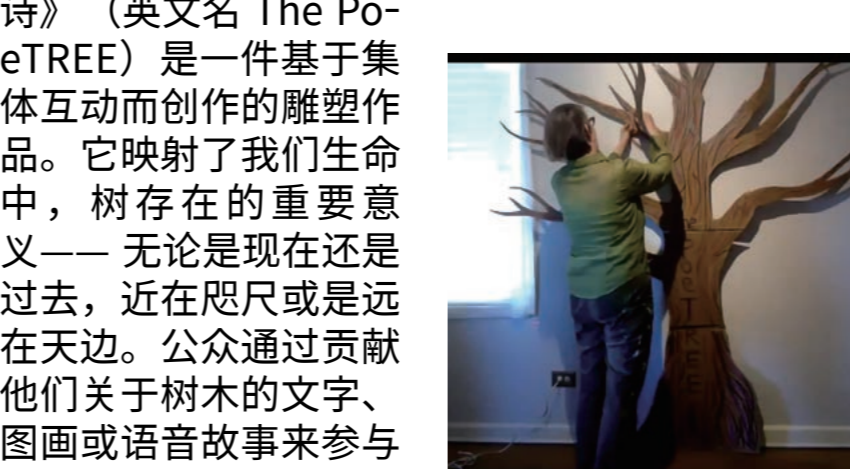 诗》（英文名 The Po-
eTREE）是一件基于集
体互动而创作的雕塑作
品。它映射了我们生命
中，树存在的重要意
义—— 无论是现在还是
过去，近在咫尺或是远
在天边。公众通过贡献
他们关于树木的文字、
图画或语音故事来参与
PoeTREE